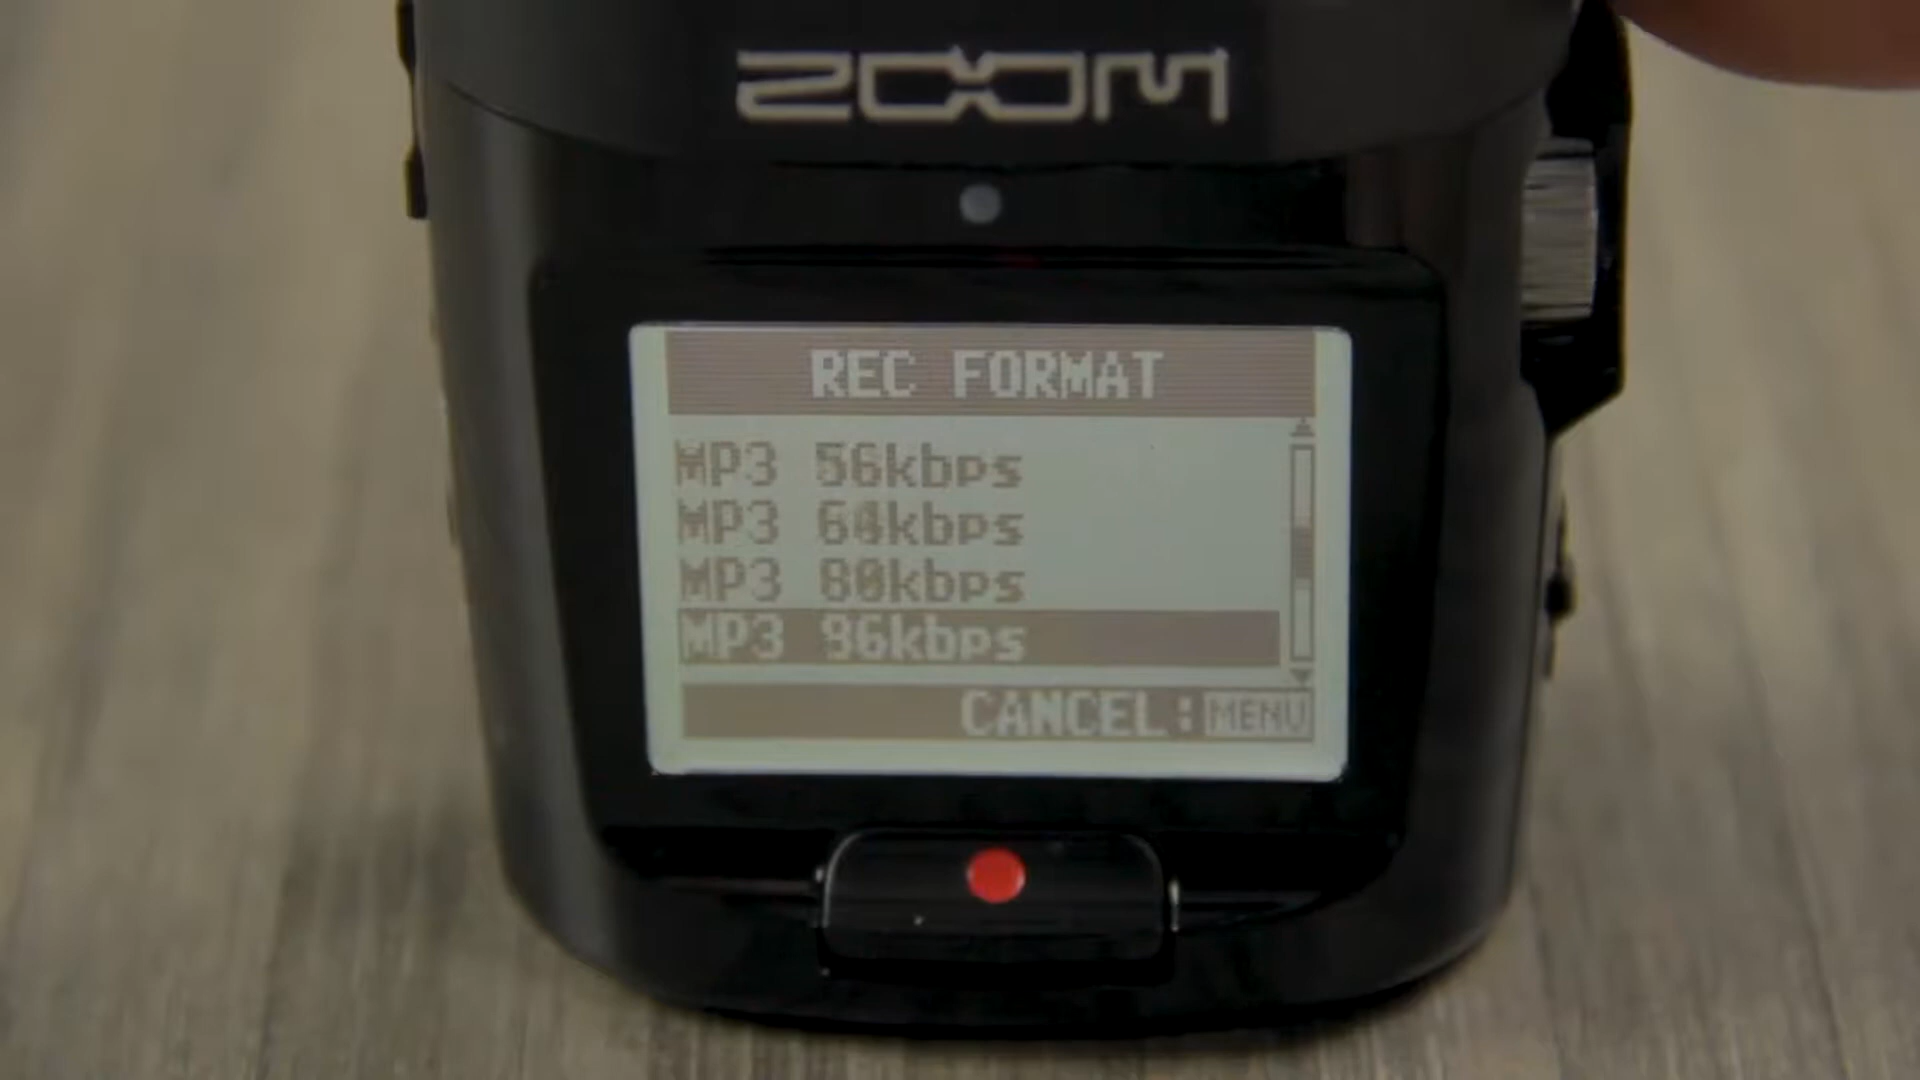 ZOOM
REC FORMAT
MP3 56kbps
MP3 64kbps
MP3 80kbps
MP3 96kbps
CANCEL:MENU